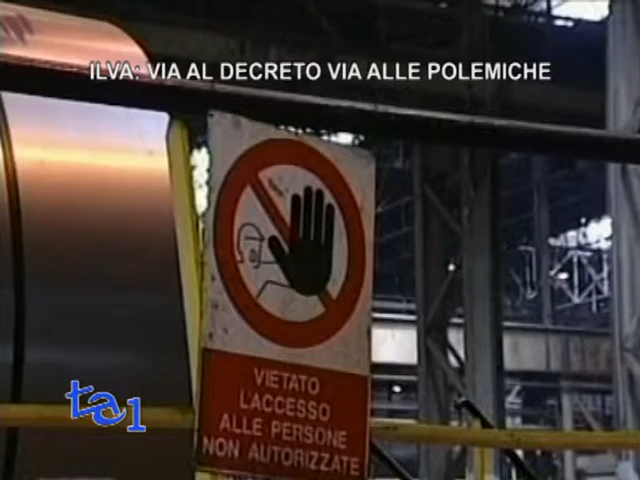 ILVA: VIA AL DECRETO VIA ALLE POLEMICHE
VIETATO
L'ACCESSO
ALLE PERSONE
NON AUTORIZZATE
tg1